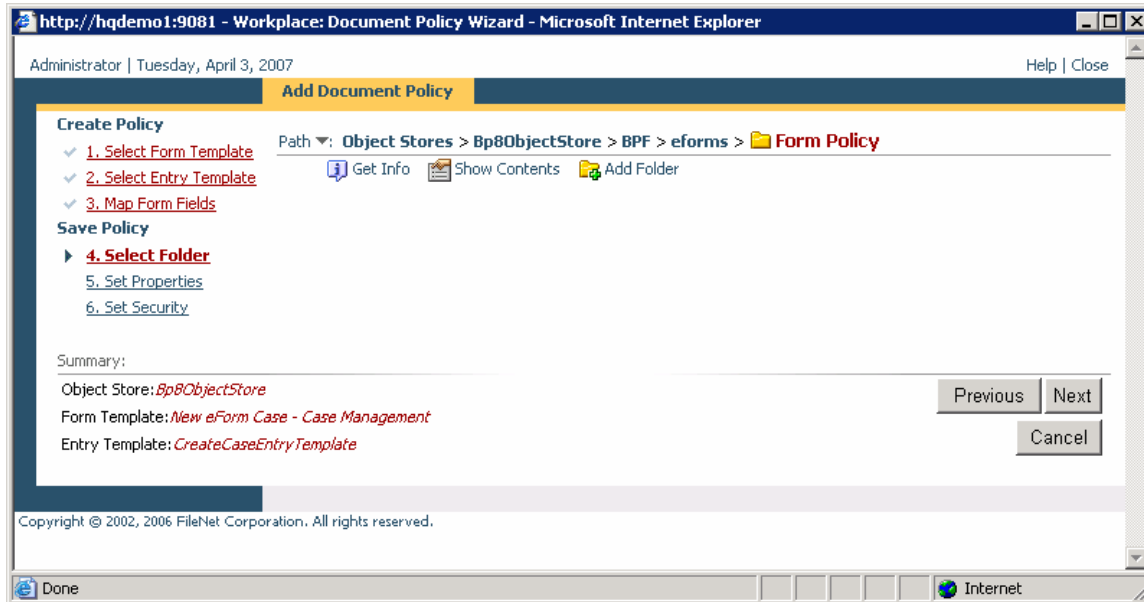 http://hqdemo1:9081 - Workplace: Document Policy Wizard - Microsoft Internet Explorer
Administrator | Tuesday, April 3, 2007
Help | Close
Add Document Policy
Create Policy
1. Select Form Template
2. Select Entry Template
3. Map Form Fields
Save Policy
4. Select Folder
5. Set Properties
6. Set Security
Path : Object Stores > Bp8ObjectStore > BPF > eforms > Form Policy
Get Info Show Contents Add Folder
Summary:
Object Store: Bp8ObjectStore
Form Template: New eForm Case - Case Management
Entry Template: CreateCaseEntryTemplate
Previous Next
Cancel
Copyright © 2002, 2006 FileNet Corporation. All rights reserved.
Done
Internet